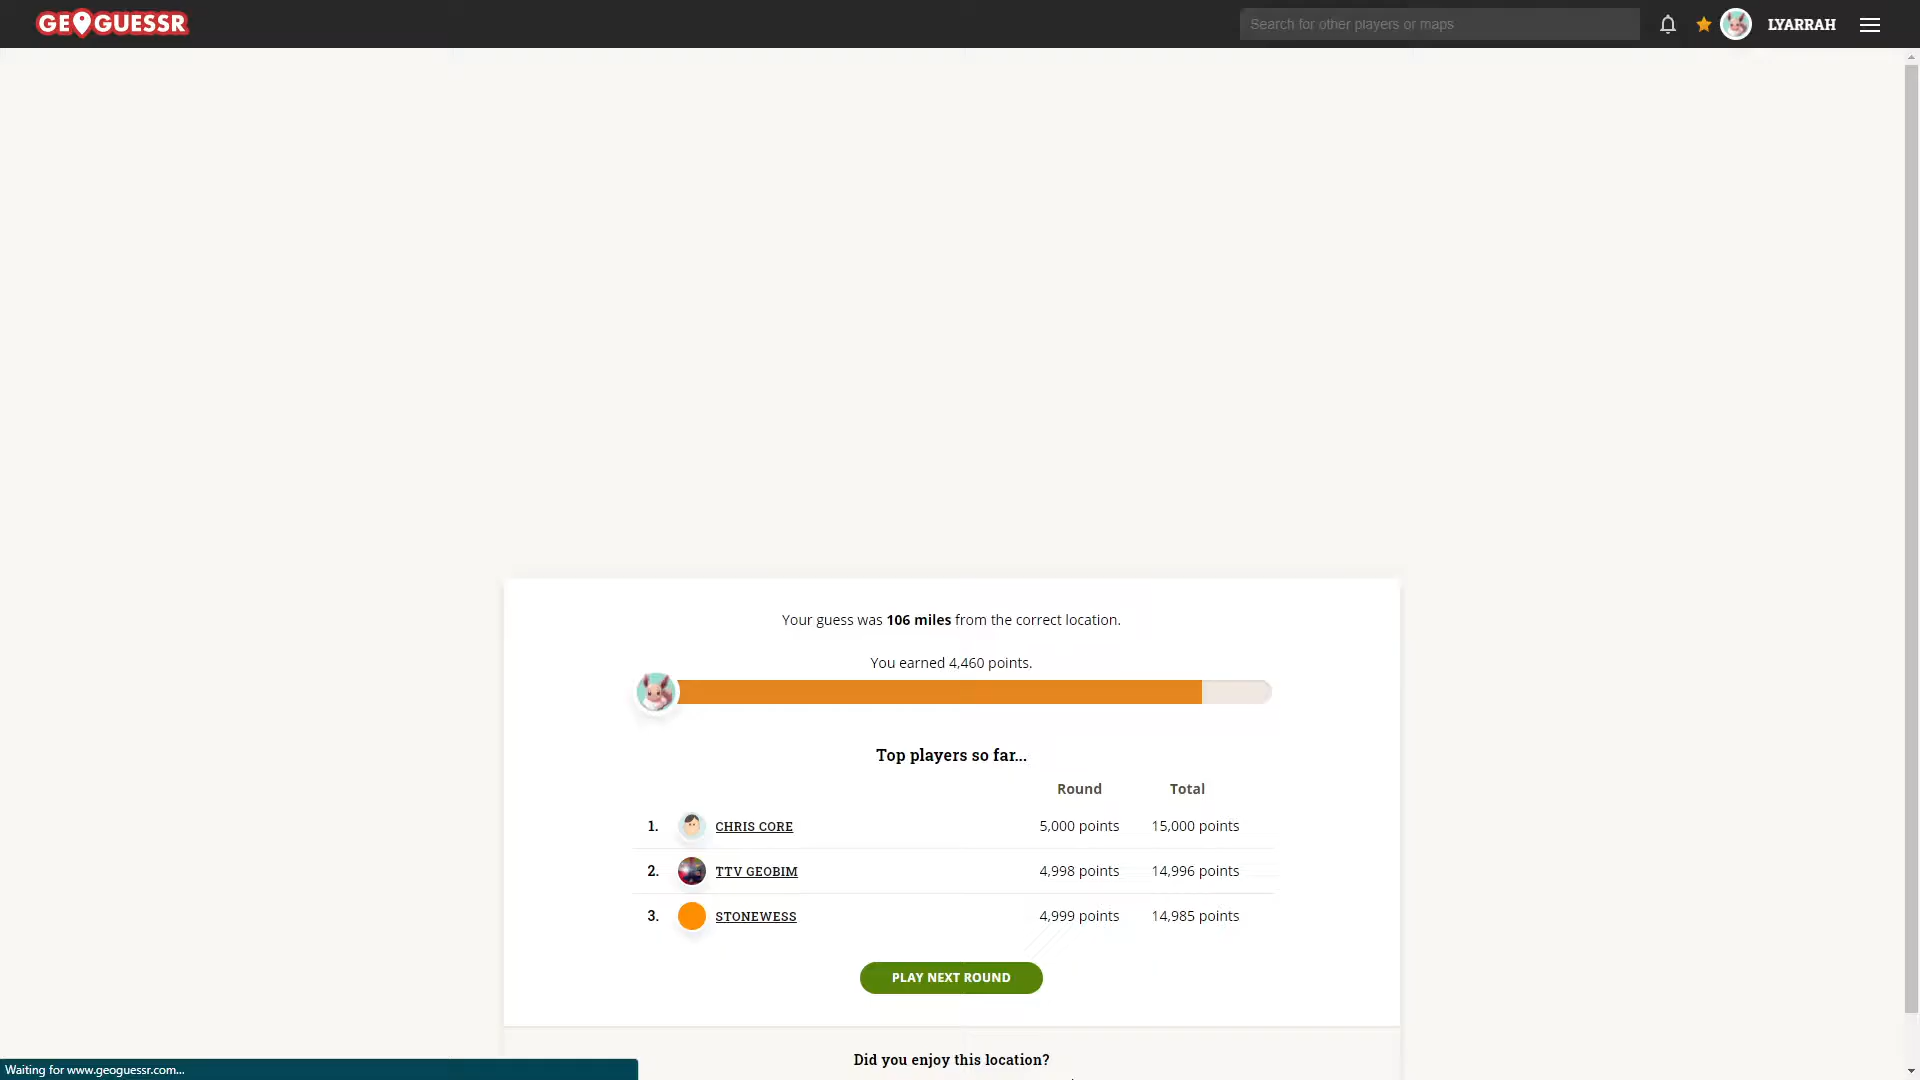 GEOGUESSR
Search for other players or maps
LYARRAH
Your guess was 106 miles from the correct location.
You earned 4,460 points.
Top players so far...
Round Total
1. CHRIS CORE 5,000 points 15,000 points
2. TTV GEOBIM 4,998 points 14,996 points
3. STONEWESS 4,999 points 14,985 points
PLAY NEXT ROUND
Did you enjoy this location?
Waiting for www.geoguessr.com...